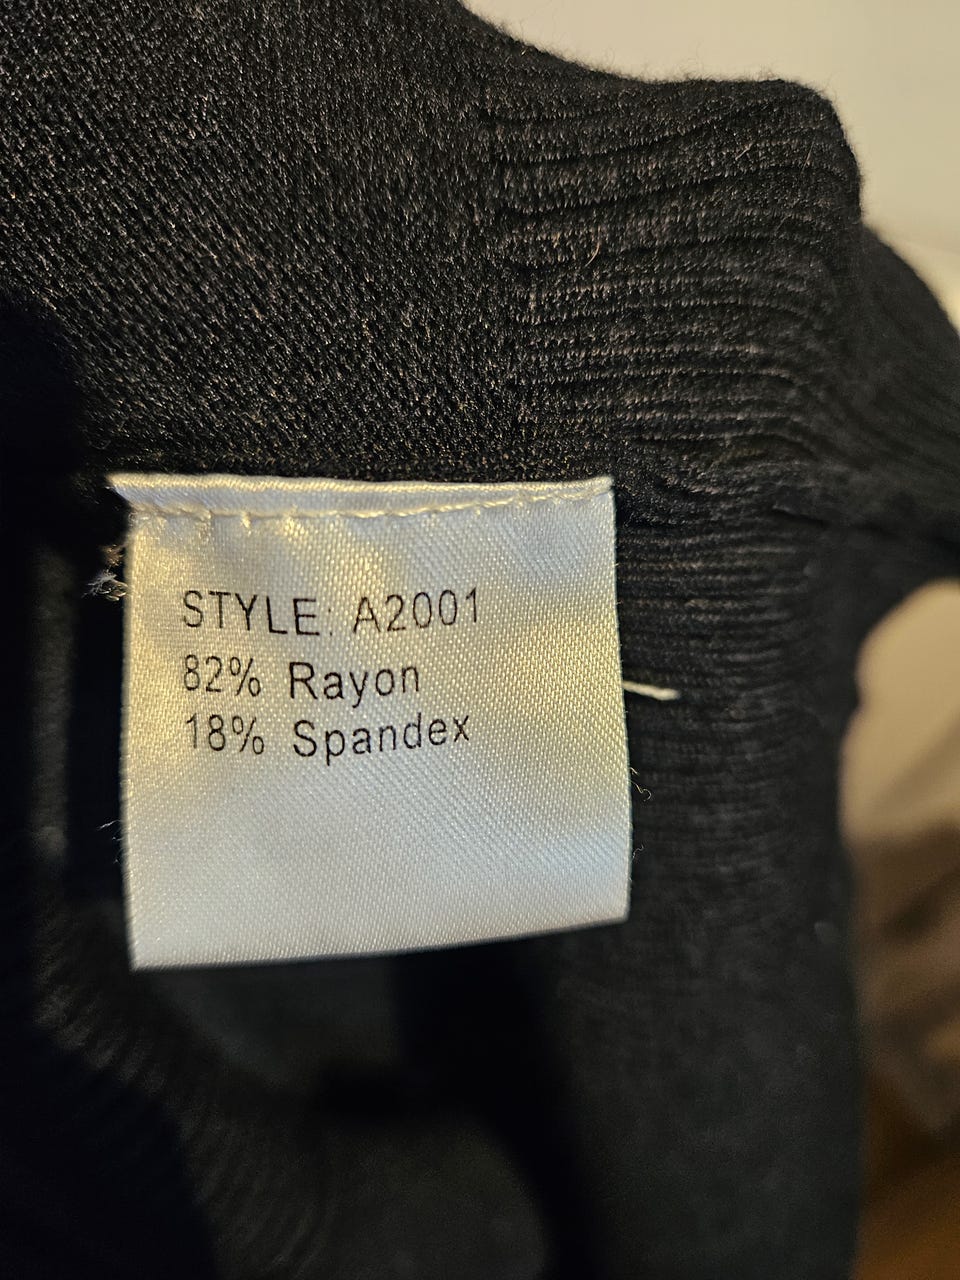 STYLE: A2001
82% Rayon
18% Spandex